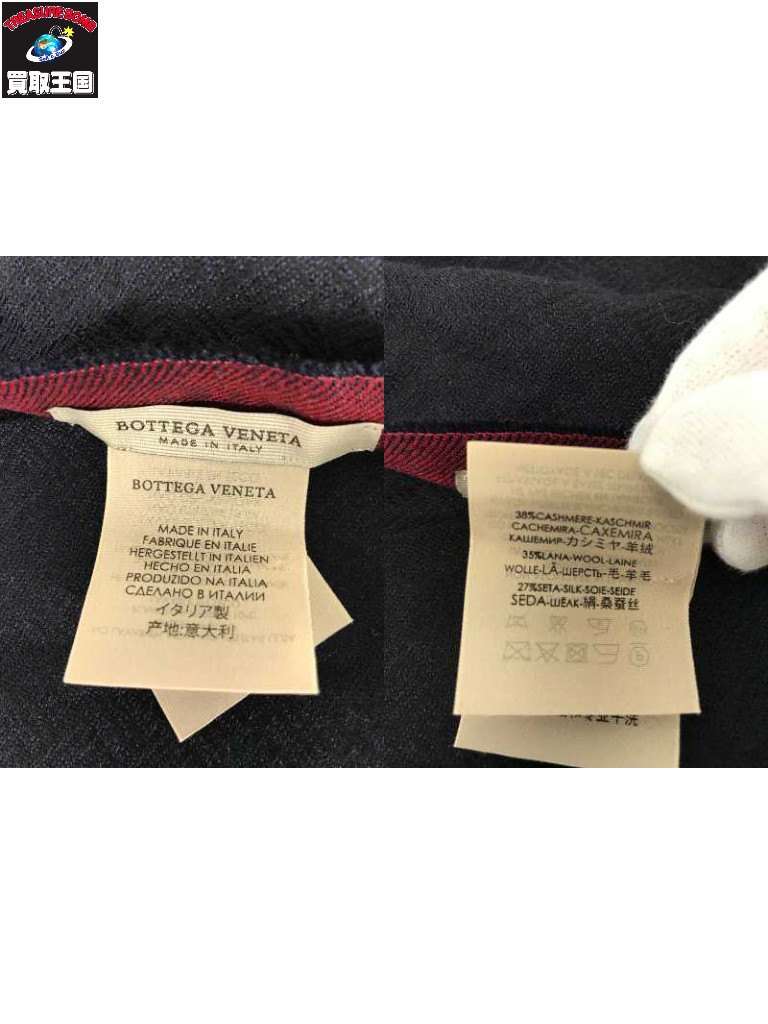 TREASURE BOMB
買取王国
BOTTEGA VENETA
MADE IN ITALY
BOTTEGA VENETA
MADE IN ITALY
FABRIQUE EN ITALIE
HERGESTELLT IN ITALIEN
HECHO EN ITALIA
PRODUZIDO NA ITALIA
СДЕЛАНО В ИТАЛИИ
イタリア製
产地:意大利
38%CASHMERE-KASCHMIR
CACHEMIRA-CAXEMIRA
КАШЕМИР-カシミヤ-羊绒
35%LANA-WOOL-LAINE
WOLLE-LÃ-ШЕРСТЬ-毛-羊毛
27%SETA-SILK-SOIE-SEIDE
SEDA-ШЁЛК-絹-桑蚕丝